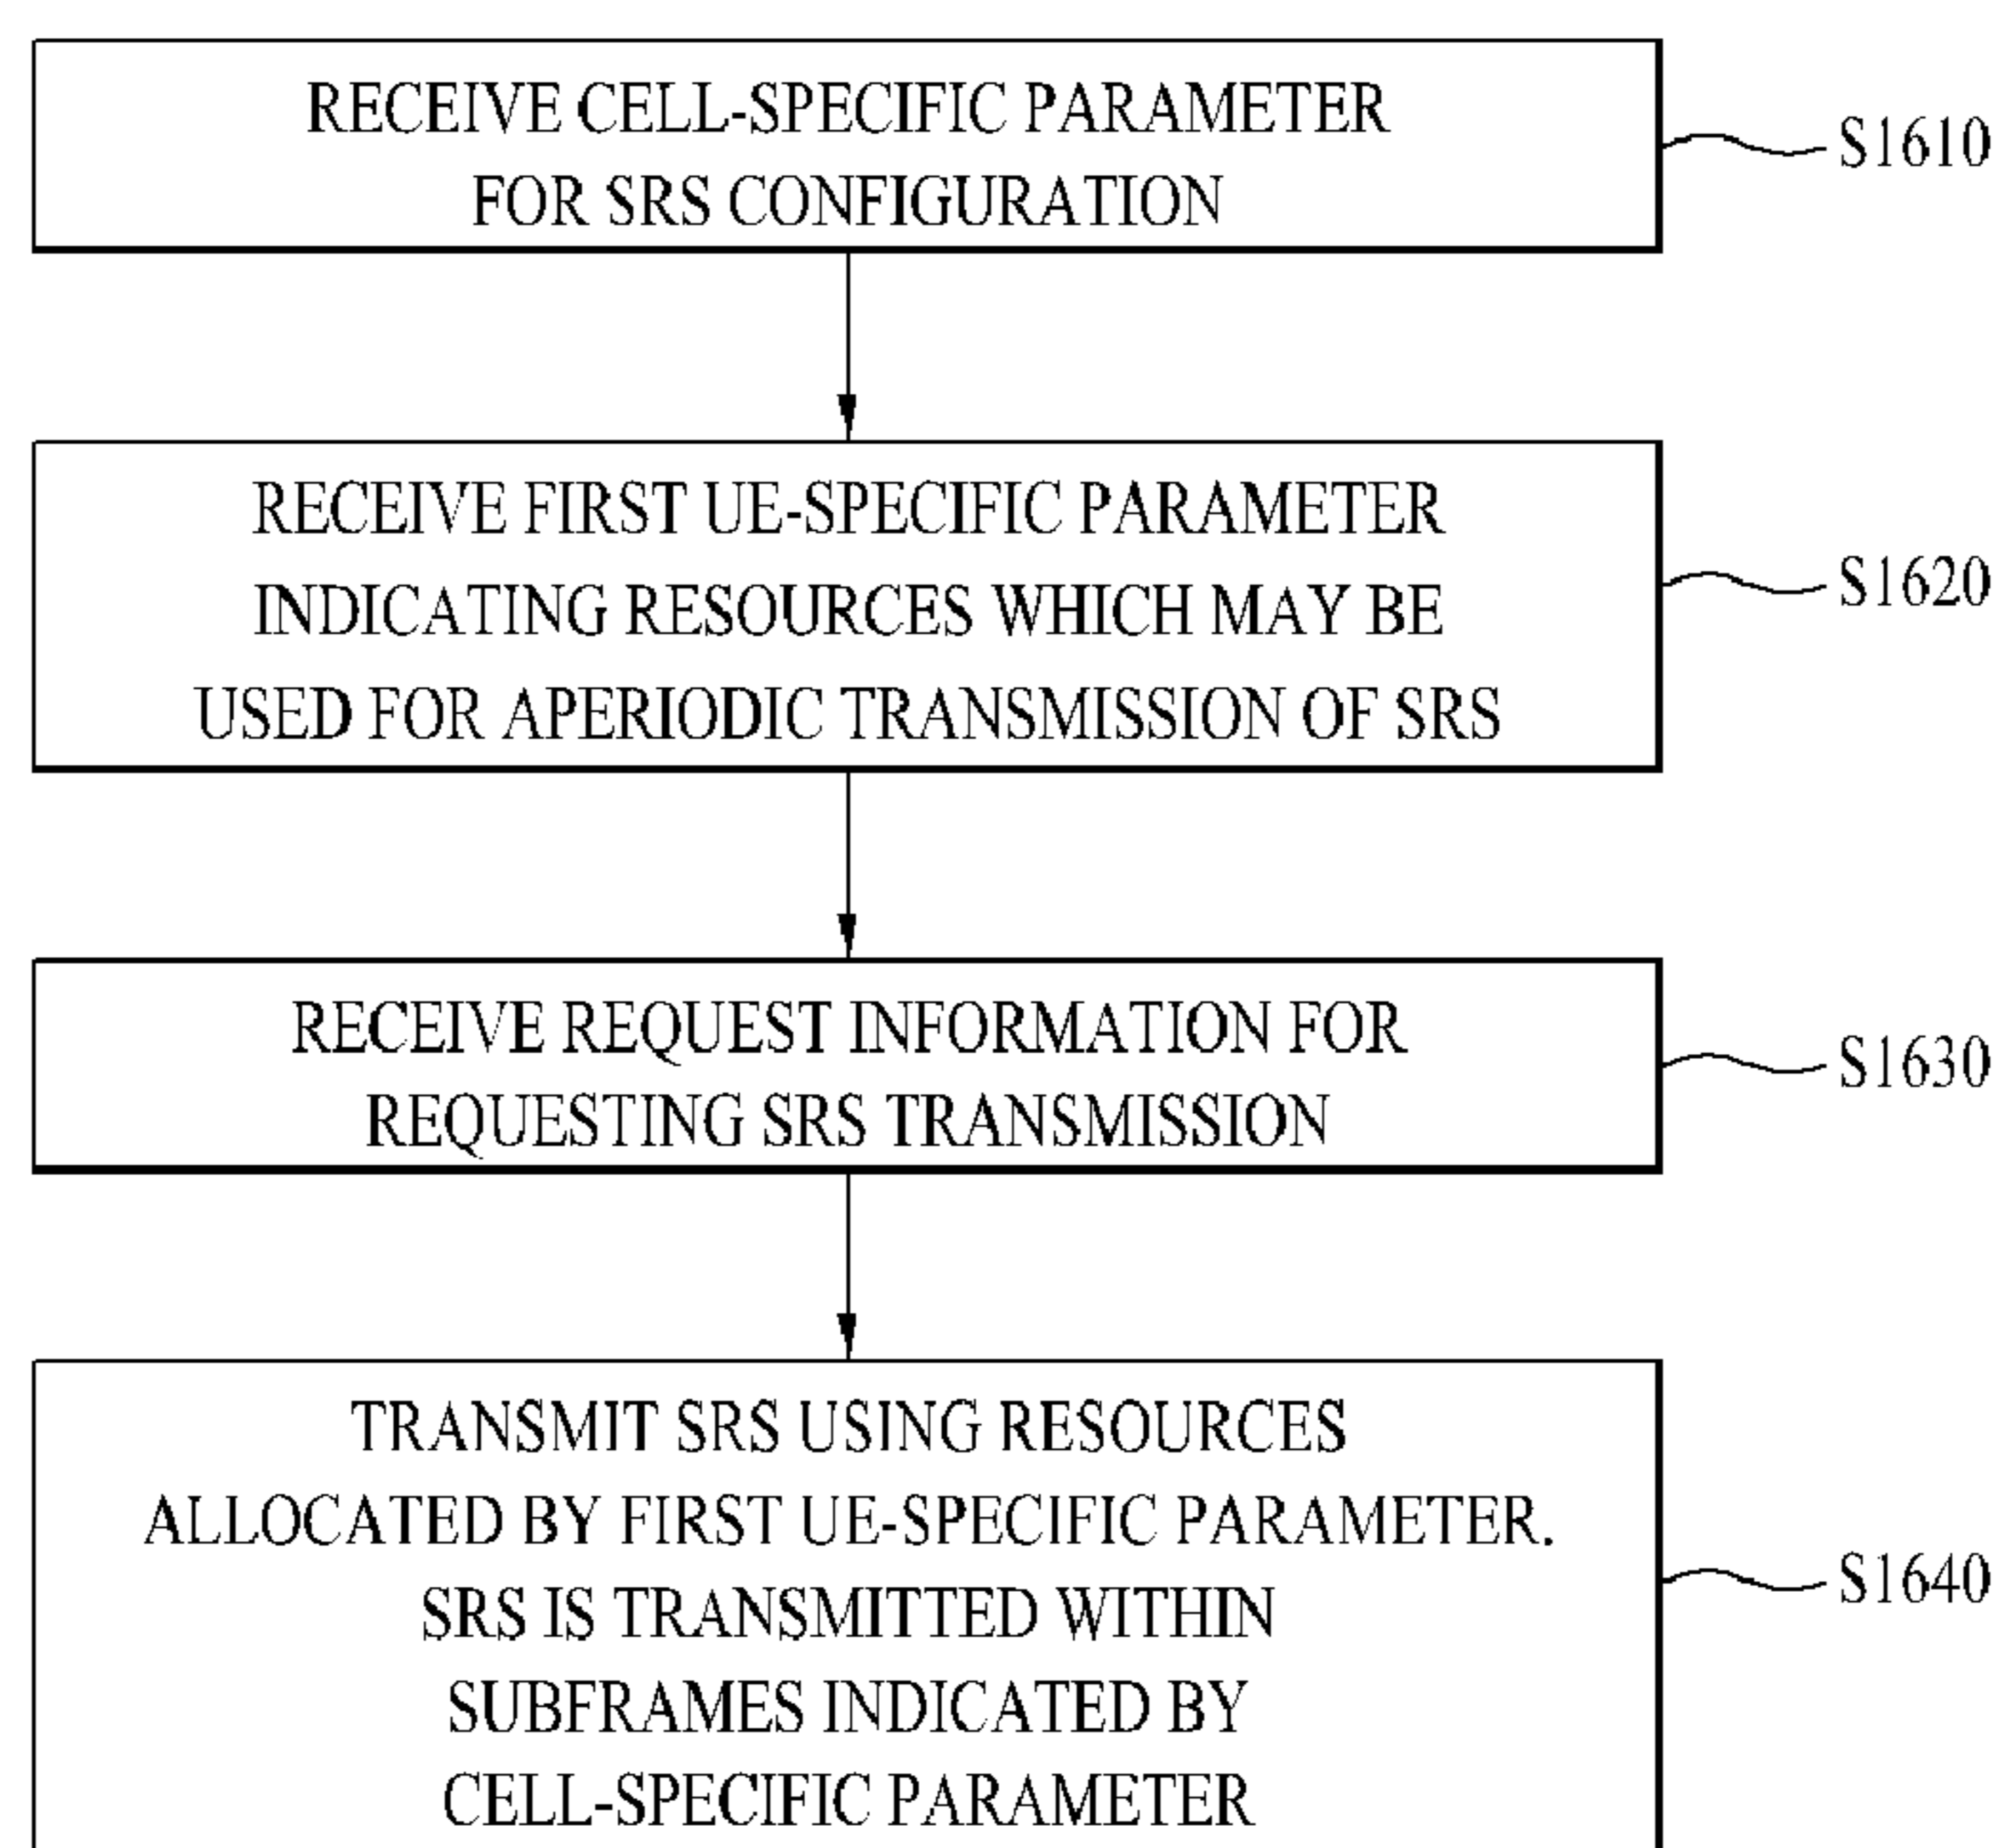 RECEIVE CELL-SPECIFIC PARAMETER
FOR SRS CONFIGURATION
S1610
RECEIVE FIRST UE-SPECIFIC PARAMETER
INDICATING RESOURCES WHICH MAY BE
USED FOR APERIODIC TRANSMISSION OF SRS
S1620
RECEIVE REQUEST INFORMATION FOR
REQUESTING SRS TRANSMISSION
S1630
TRANSMIT SRS USING RESOURCES
ALLOCATED BY FIRST UE-SPECIFIC PARAMETER.
SRS IS TRANSMITTED WITHIN
SUBFRAMES INDICATED BY
CELL-SPECIFIC PARAMETER
S1640